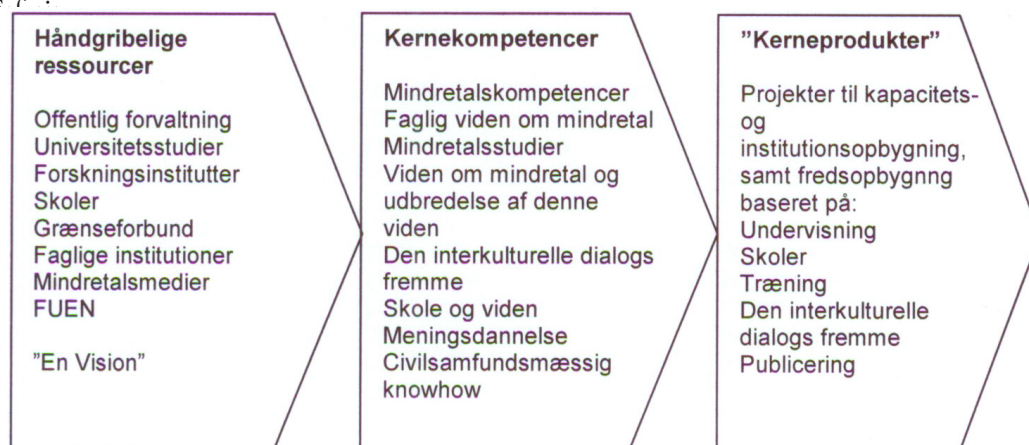 Håndgribelige
ressourcer
Offentlig forvaltning
Universitetsstudier
Forskningsinstitutter
Skoler
Grænseforbund
Faglige institutioner
Mindretalsmedier
FUEN
”En Vision”
Kernekompetencer
Mindretalskompetencer
Faglig viden om mindretal
Mindretalsstudier
Viden om mindretal og
udbredelse af denne
viden
Den interkulturelle dialogs
fremme
Skole og viden
Meningsdannelse
Civilsamfundsmæssig
knowhow
”Kerneprodukter”
Projekter til kapacitets-
og
institutionsopbygning,
samt fredsopbygnng
baseret på:
Undervisning
Skoler
Træning
Den interkulturelle
dialogs fremme
Publicering